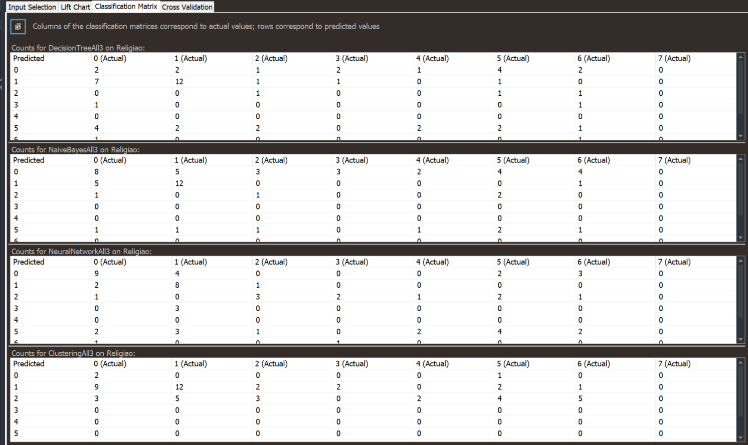 Input Selection Lift Chart Classification Matrix Cross Validation
Columns of the classification matrices correspond to actual values; rows correspond to predicted values
Counts for DecisionTreeAll3 on Religiao:
Predicted 0 (Actual) 1 (Actual) 2 (Actual) 3 (Actual) 4 (Actual) 5 (Actual) 6 (Actual) 7 (Actual)
0 2 2 1 2 1 4 2 0
1 7 12 1 1 0 1 0 0
2 0 0 1 0 0 1 1 0
3 1 0 0 0 0 0 1 0
4 0 0 0 0 0 0 0 0
5 4 2 2 0 2 2 1 0
Counts for NaiveBayesAll3 on Religiao:
Predicted 0 (Actual) 1 (Actual) 2 (Actual) 3 (Actual) 4 (Actual) 5 (Actual) 6 (Actual) 7 (Actual)
0 8 5 3 3 2 4 4 0
1 5 12 0 0 0 0 1 0
2 1 0 1 0 0 2 0 0
3 0 0 0 0 0 0 0 0
4 0 0 0 0 0 0 0 0
5 1 1 1 0 1 2 1 0
Counts for NeuralNetworkAll3 on Religiao:
Predicted 0 (Actual) 1 (Actual) 2 (Actual) 3 (Actual) 4 (Actual) 5 (Actual) 6 (Actual) 7 (Actual)
0 9 4 0 0 0 2 3 0
1 2 8 1 0 0 0 0 0
2 1 0 3 2 1 2 1 0
3 0 3 0 0 0 0 0 0
4 0 0 0 0 0 0 0 0
5 2 3 1 0 2 4 2 0
Counts for ClusteringAll3 on Religiao:
Predicted 0 (Actual) 1 (Actual) 2 (Actual) 3 (Actual) 4 (Actual) 5 (Actual) 6 (Actual) 7 (Actual)
0 2 0 0 0 0 1 0 0
1 9 12 2 2 0 2 1 0
2 3 5 3 0 2 4 5 0
3 0 0 0 0 0 0 0 0
4 0 0 0 0 0 0 0 0
5 0 0 0 0 0 0 0 0